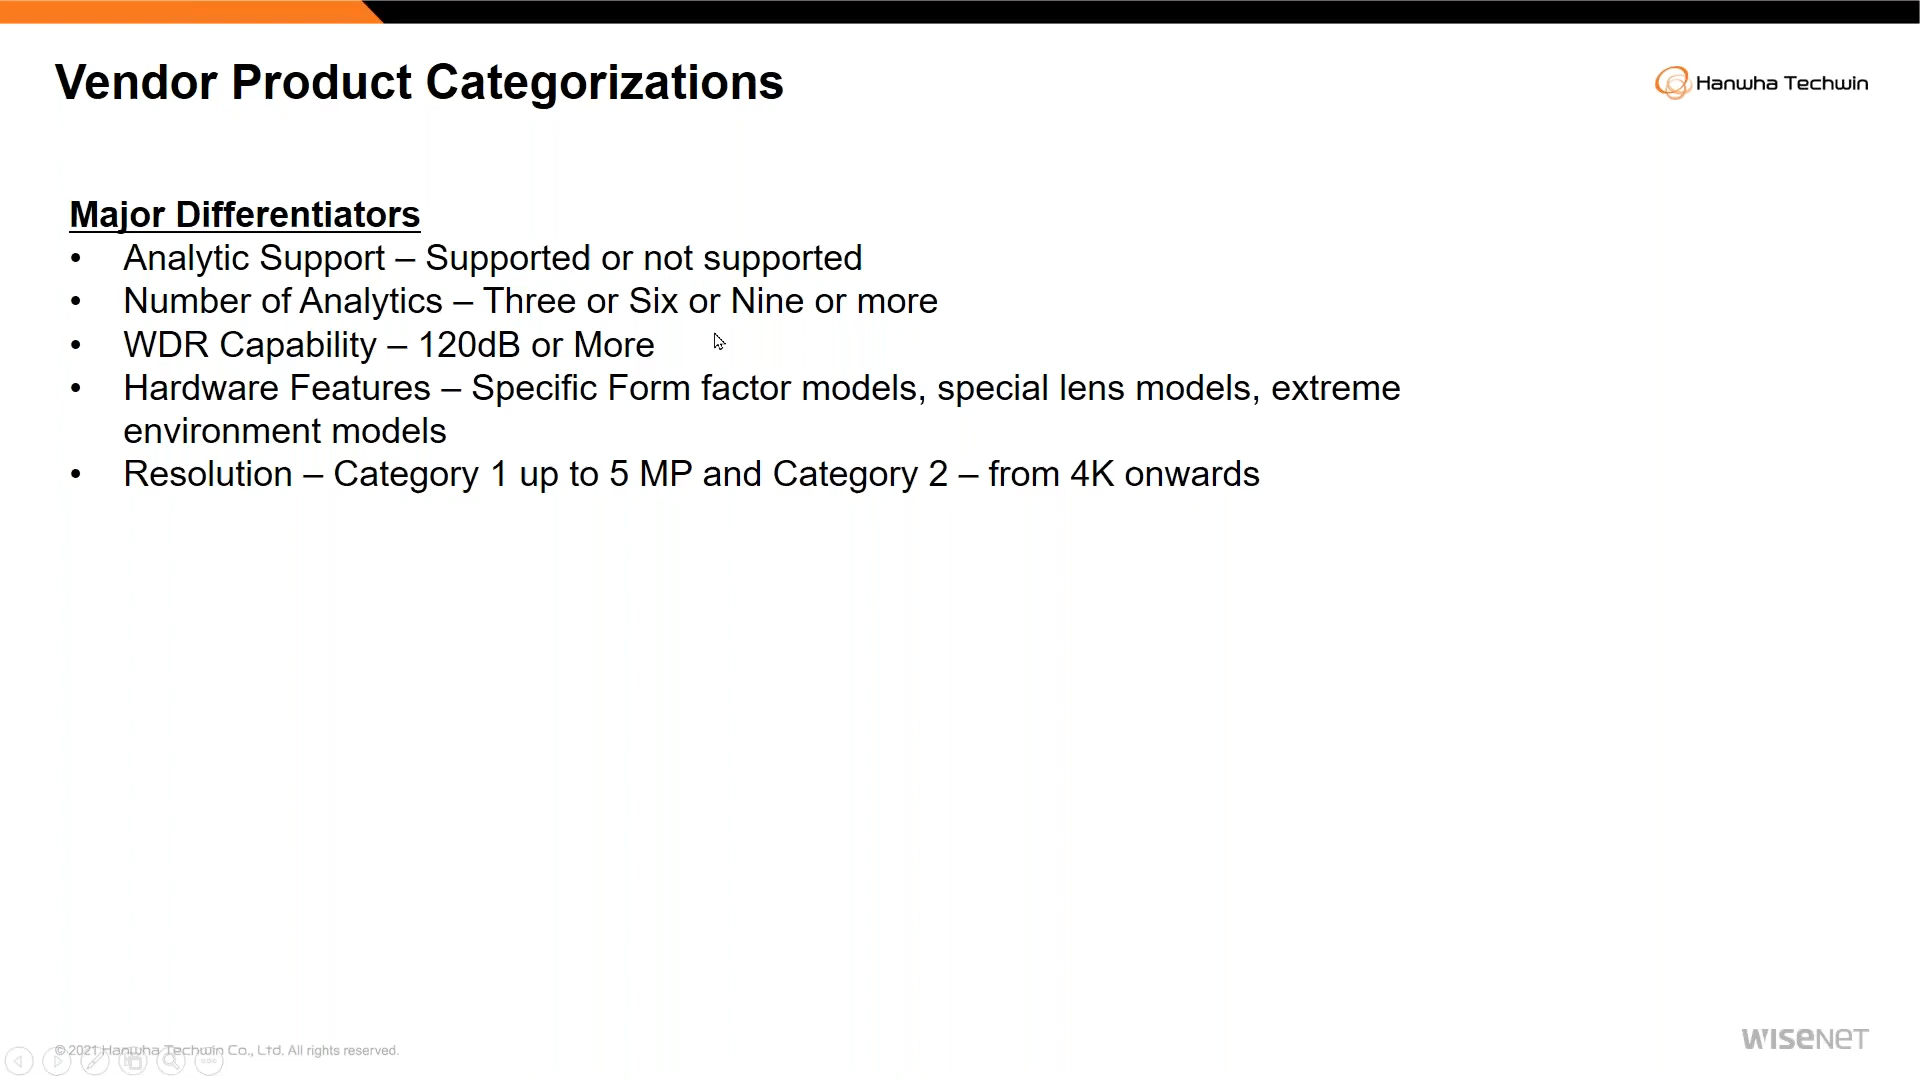 Vendor Product Categorizations
Hanwha Techwin
Major Differentiators
• Analytic Support – Supported or not supported
• Number of Analytics – Three or Six or Nine or more
• WDR Capability – 120dB or More
• Hardware Features – Specific Form factor models, special lens models, extreme
environment models
• Resolution – Category 1 up to 5 MP and Category 2 – from 4K onwards
© 2021 Hanwha Techwin Co., Ltd. All rights reserved.
WISENET